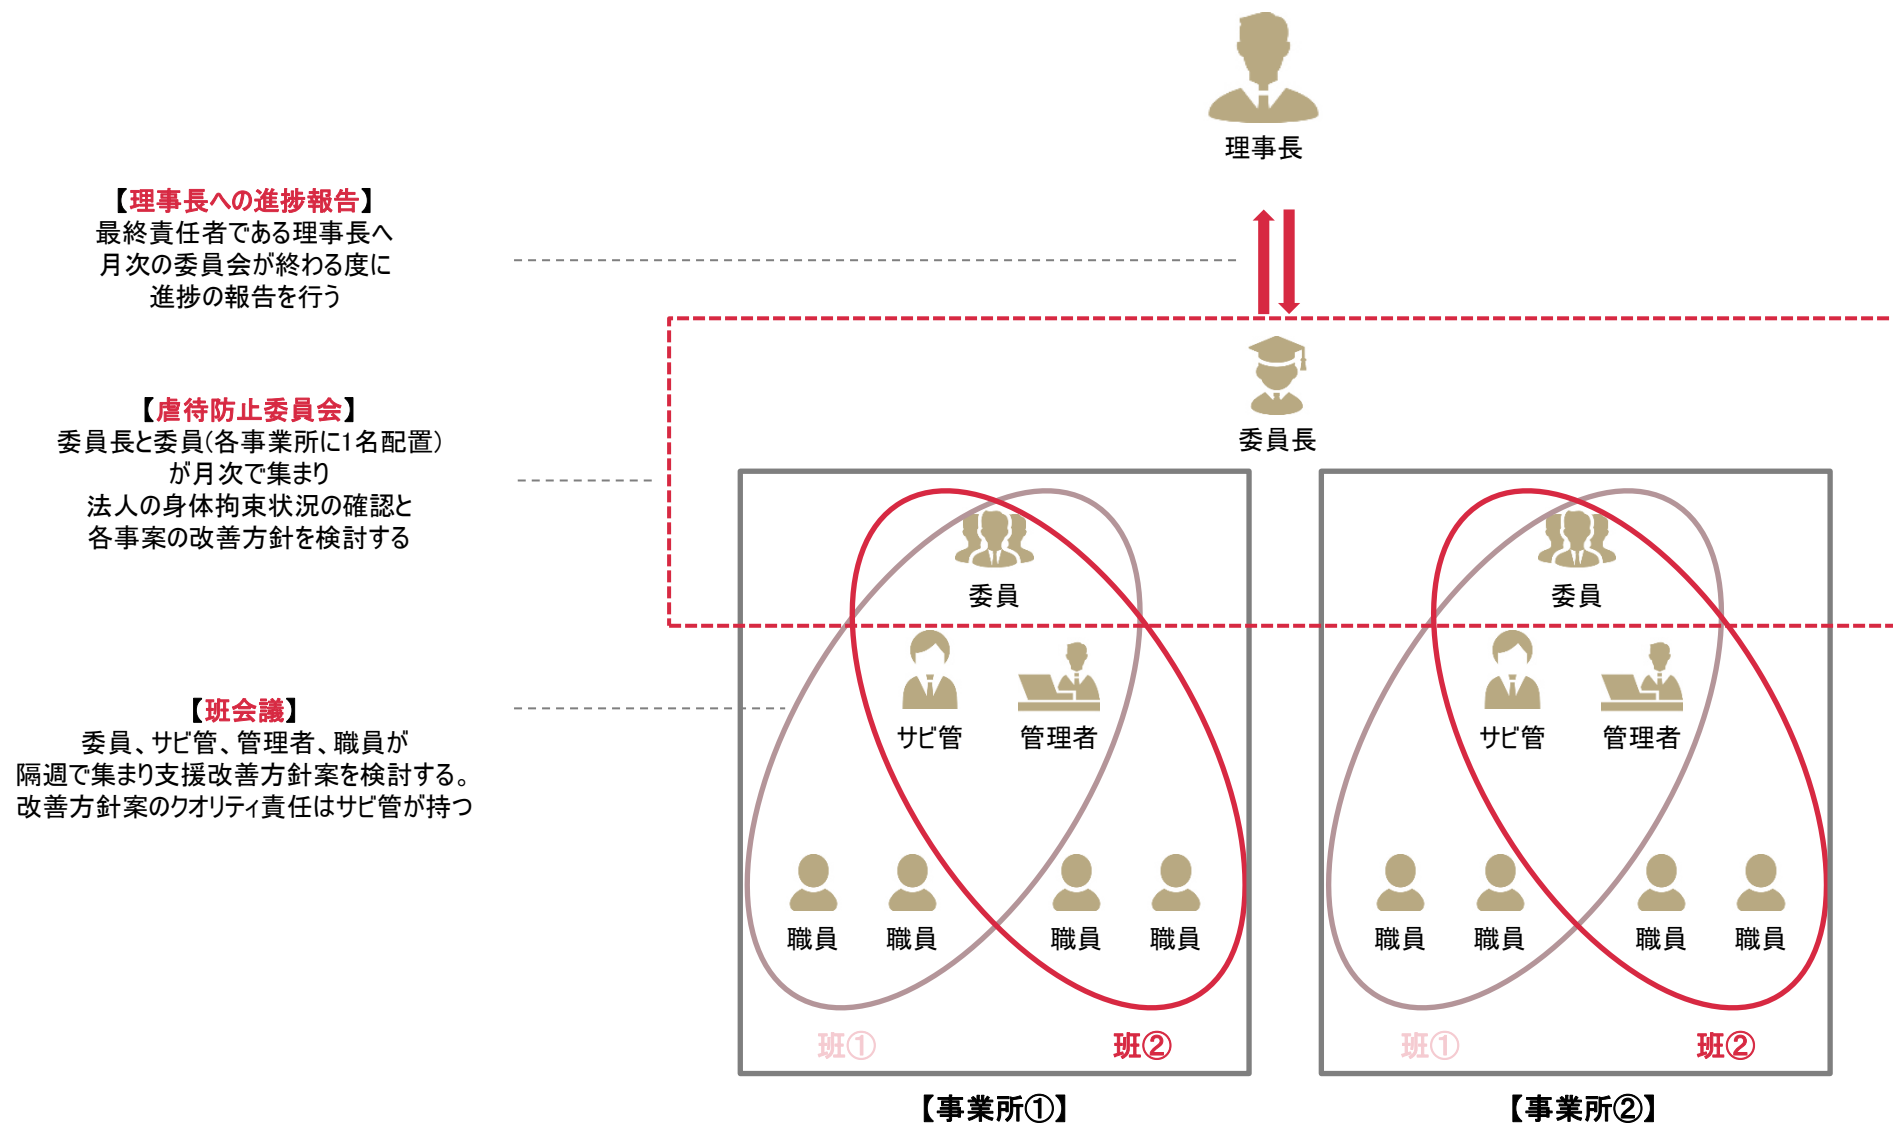 理事長
【理事長への進捗報告】
最終責任者である理事長へ
月次の委員会が終わる度に
進捗の報告を行う
委員長
【虐待防止委員会】
委員長と委員(各事業所に1名配置)
が月次で集まり
法人の身体拘束状況の確認と
各事案の改善方針を検討する
委員
委員
サビ管
管理者
サビ管
管理者
【班会議】
委員、サビ管、管理者、職員が
隔週で集まり支援改善方針案を検討する。
改善方針案のクオリティ責任はサビ管が持つ
職員
職員
職員
職員
職員
職員
職員
職員
班①
班②
班①
班②
【事業所①】
【事業所②】